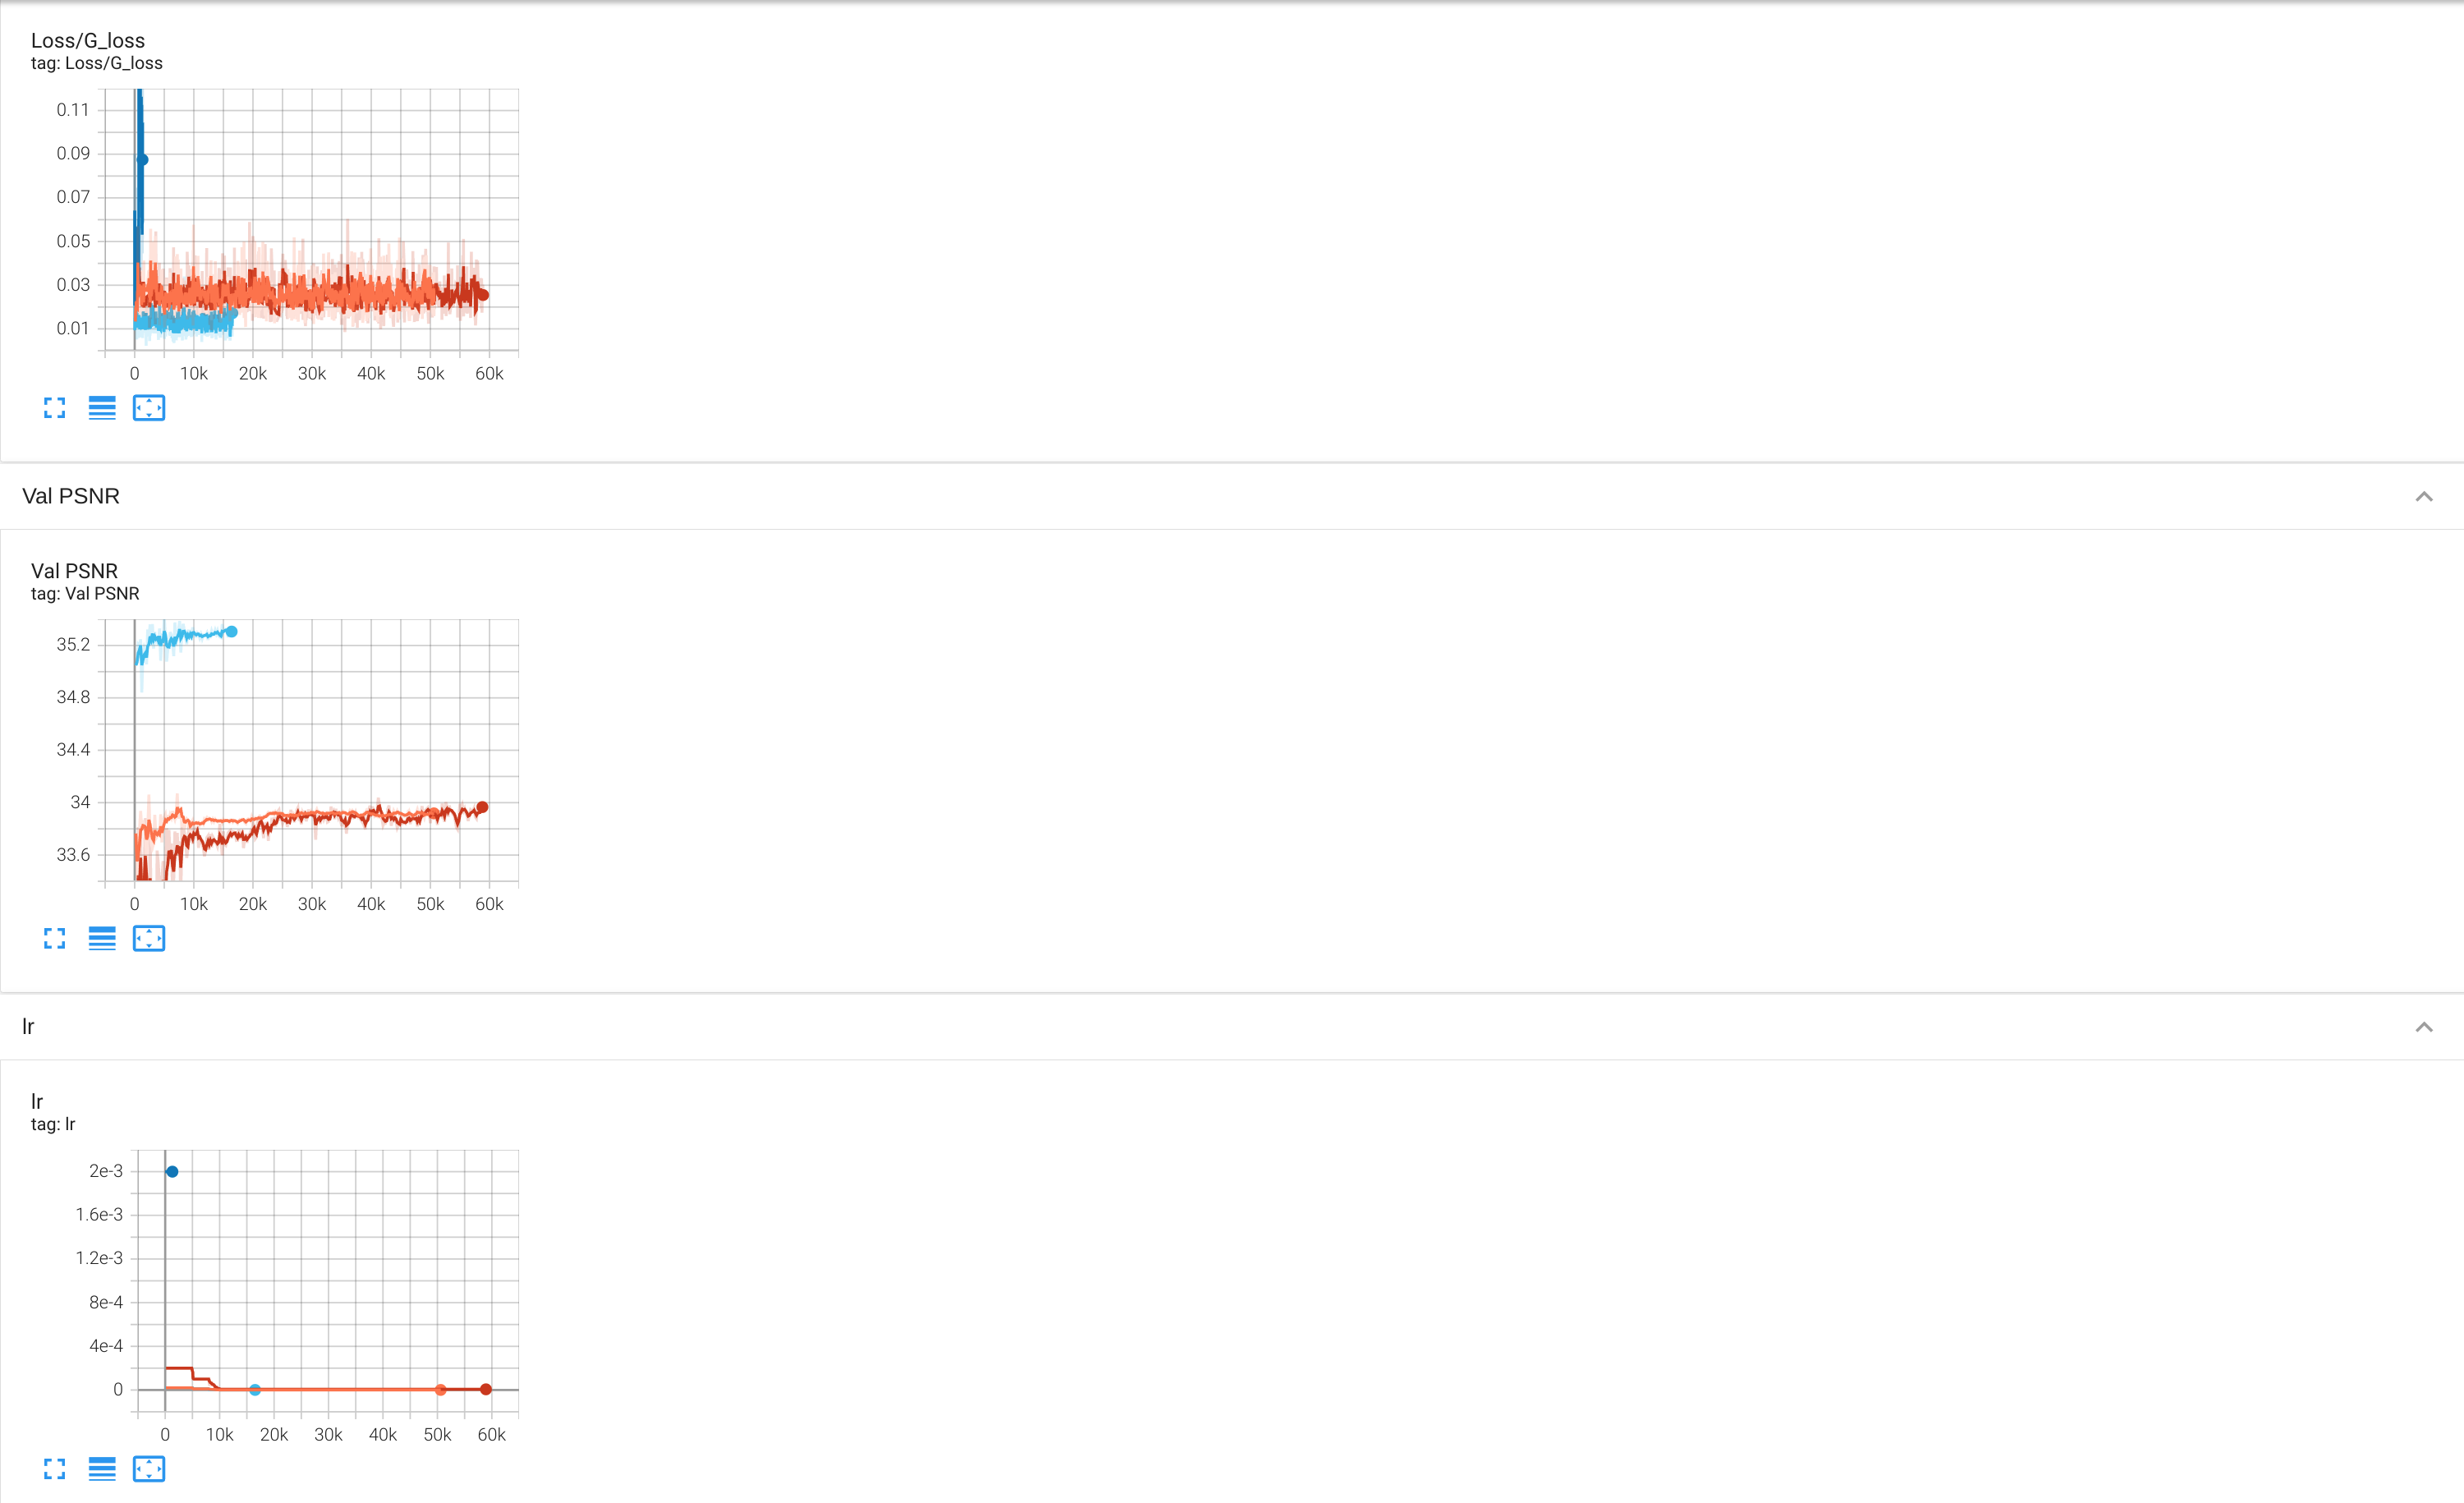 Loss/G_loss
tag: Loss/G_loss
0.11
0.09
0.07
0.05
0.03
0.01
0 10k 20k 30k 40k 50k 60k
Val PSNR
Val PSNR
tag: Val PSNR
35.2
34.8
34.4
34
33.6
0 10k 20k 30k 40k 50k 60k
lr
lr
tag: lr
2e-3
1.6e-3
1.2e-3
8e-4
4e-4
0
0 10k 20k 30k 40k 50k 60k